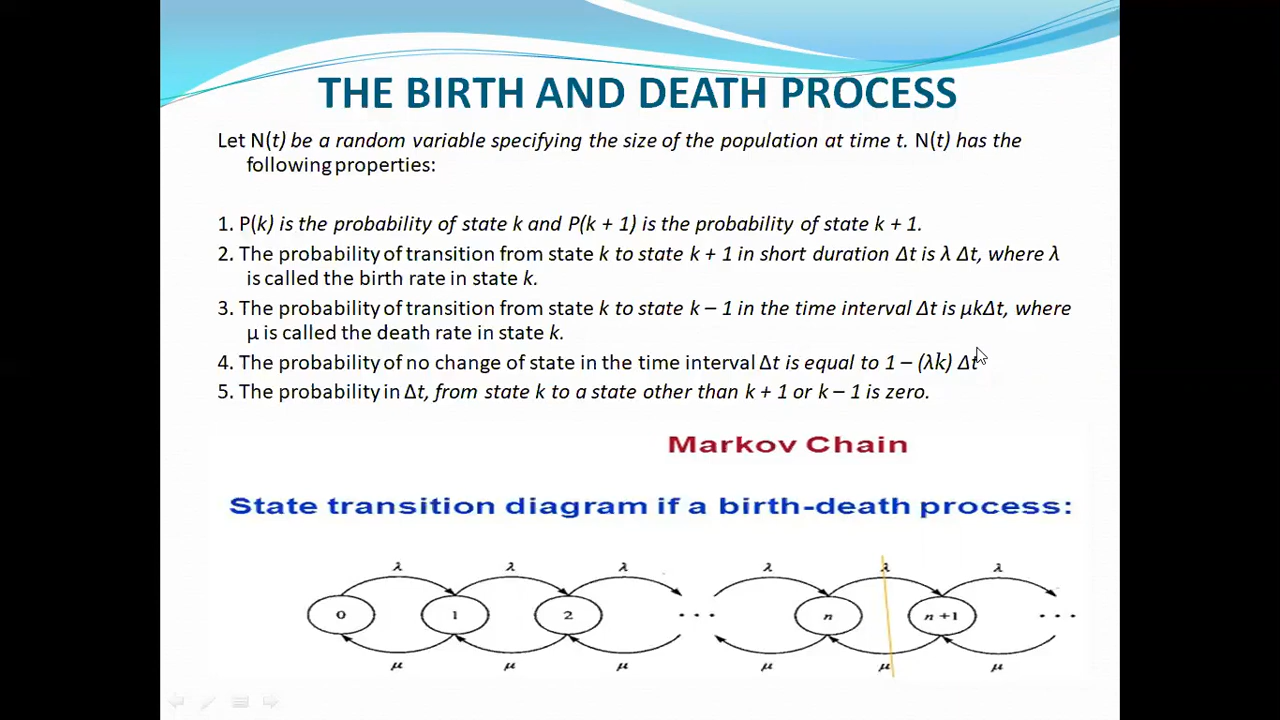 THE BIRTH AND DEATH PROCESS
Let N(t) be a random variable specifying the size of the population at time t. N(t) has the
following properties:
1. P(k) is the probability of state k and P(k + 1) is the probability of state k + 1.
2. The probability of transition from state k to state k + 1 in short duration Δt is λ Δt, where λ
is called the birth rate in state k.
3. The probability of transition from state k to state k – 1 in the time interval Δt is μkΔt, where
μ is called the death rate in state k.
4. The probability of no change of state in the time interval Δt is equal to 1 – (λk) Δt
5. The probability in Δt, from state k to a state other than k + 1 or k – 1 is zero.
Markov Chain
State transition diagram if a birth-death process:
λ λ λ λ λ λ
0 1 2 ... n n+1 ...
μ μ μ μ μ μ